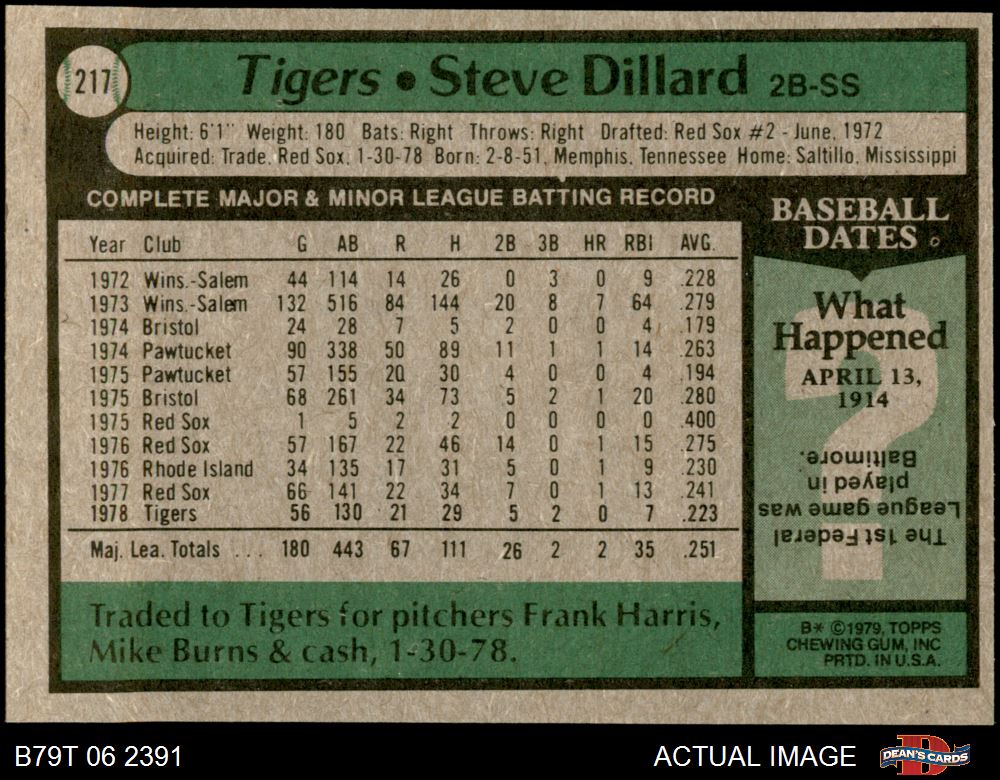 217
Tigers • Steve Dillard 2B-SS
Height: 6'1" Weight: 180 Bats: Right Throws: Right Drafted: Red Sox #2 - June, 1972
Acquired: Trade, Red Sox, 1-30-78 Born: 2-8-51, Memphis, Tennessee Home: Saltillo, Mississippi
COMPLETE MAJOR & MINOR LEAGUE BATTING RECORD
Year Club G AB R H 2B 3B HR RBI AVG.
1972 Wins.-Salem 44 114 14 26 0 3 0 9 .228
1973 Wins.-Salem 132 516 84 144 20 8 7 64 .279
1974 Bristol 24 28 7 5 2 0 0 4 .179
1974 Pawtucket 90 338 50 89 11 1 1 14 .263
1975 Pawtucket 57 155 20 30 4 0 0 4 .194
1975 Bristol 68 261 34 73 5 2 1 20 .280
1975 Red Sox 1 5 2 2 0 0 0 0 .400
1976 Red Sox 57 167 22 46 14 0 1 15 .275
1976 Rhode Island 34 135 17 31 5 0 1 9 .230
1977 Red Sox 66 141 22 34 7 0 1 13 .241
1978 Tigers 56 130 21 29 5 2 0 7 .223
Maj. Lea. Totals ... 180 443 67 111 26 2 2 35 .251
Traded to Tigers for pitchers Frank Harris,
Mike Burns & cash, 1-30-78.
BASEBALL
DATES
What
Happened
APRIL 13,
1914
?
The 1st Federal
League game was
played in
Baltimore.
B* ©1979, TOPPS
CHEWING GUM, INC
PRTD. IN U.S.A.
B79T 06 2391
ACTUAL IMAGE
D
DEAN'S CARDS